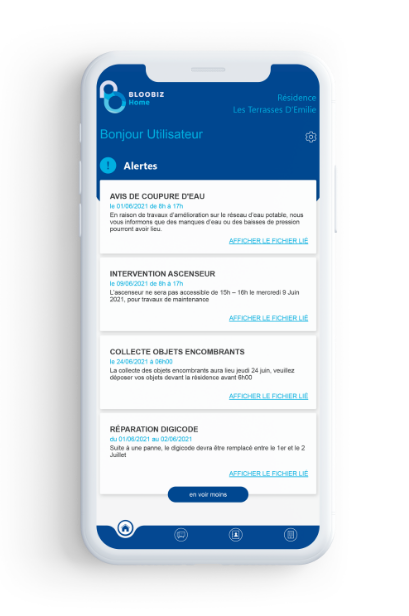 BLOOBIZ
Home
Résidence
Les Terrasses D'Emilie
Bonjour Utilisateur
Alertes
AVIS DE COUPURE D'EAU
le 01/06/2021 de 8h à 17h
En raison de travaux d'amélioration sur le réseau d'eau potable, nous
vous informons que des manques d'eau ou des baisses de pression
pourront avoir lieu.
AFFICHER LE FICHIER LIÉ
INTERVENTION ASCENSEUR
le 09/06/2021 de 8h à 17h
L'ascenseur ne sera pas accessible de 15h – 16h le mercredi 9 Juin
2021, pour travaux de maintenance
AFFICHER LE FICHIER LIÉ
COLLECTE OBJETS ENCOMBRANTS
le 24/06/2021 à 06h00
La collecte des objets encombrants aura lieu jeudi 24 juin, veuillez
déposer vos objets devant la résidence avant 6h00
AFFICHER LE FICHIER LIÉ
RÉPARATION DIGICODE
du 01/06/2021 au 02/06/2021
Suite à une panne, le digicode devra être remplacé entre le 1er et le 2
Juillet
AFFICHER LE FICHIER LIÉ
en voir moins